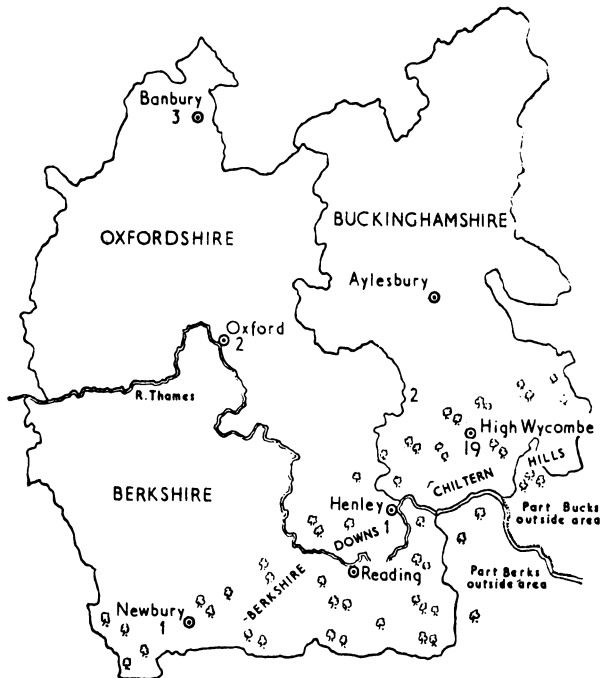 Banbury
3
OXFORDSHIRE
BUCKINGHAMSHIRE
Aylesbury
Oxford
2
R. Thames
2
High Wycombe
19
HILLS
CHILTERN
BERKSHIRE
Henley
1
Part Bucks
outside area
DOWNS
BERKSHIRE
Reading
Part Berks
outside area
Newbury
1